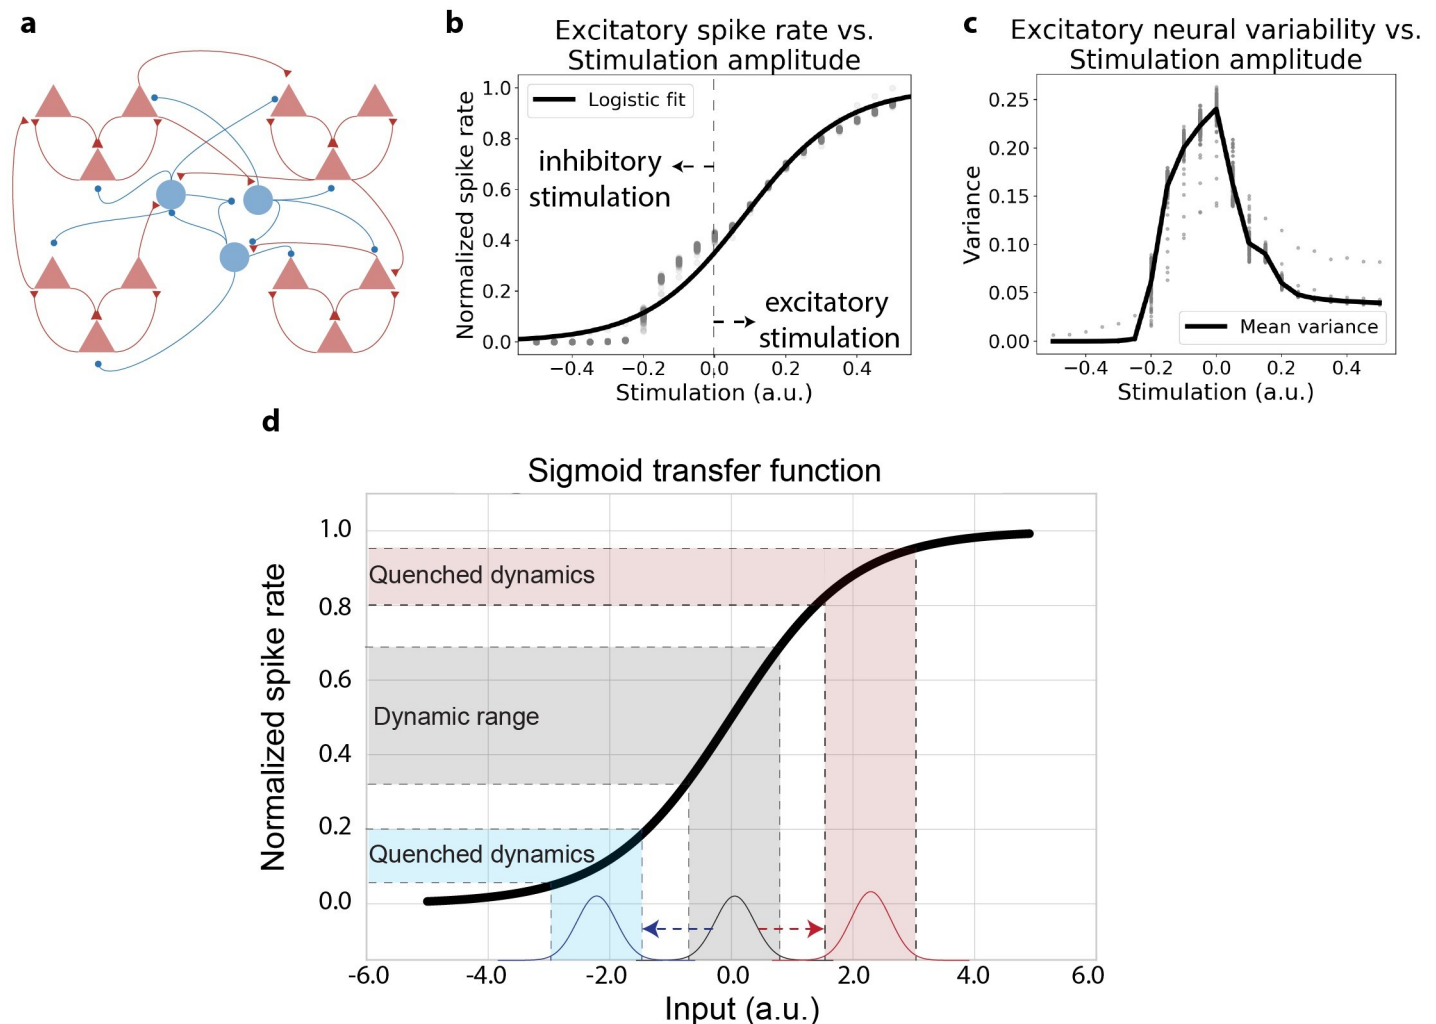 a
b
Excitatory spike rate vs.
Stimulation amplitude
Normalized spike rate
1.0
0.8
0.6
0.4
0.2
0.0
Logistic fit
inhibitory
stimulation
excitatory
stimulation
−0.4
−0.2
0.0
0.2
0.4
Stimulation (a.u.)
c
Excitatory neural variability vs.
Stimulation amplitude
Variance
0.25
0.20
0.15
0.10
0.05
0.00
Mean variance
−0.4
−0.2
0.0
0.2
0.4
Stimulation (a.u.)
d
Sigmoid transfer function
Normalized spike rate
1.0
0.8
0.6
0.4
0.2
0.0
Quenched dynamics
Dynamic range
Quenched dynamics
-6.0
-4.0
-2.0
0.0
2.0
4.0
6.0
Input (a.u.)